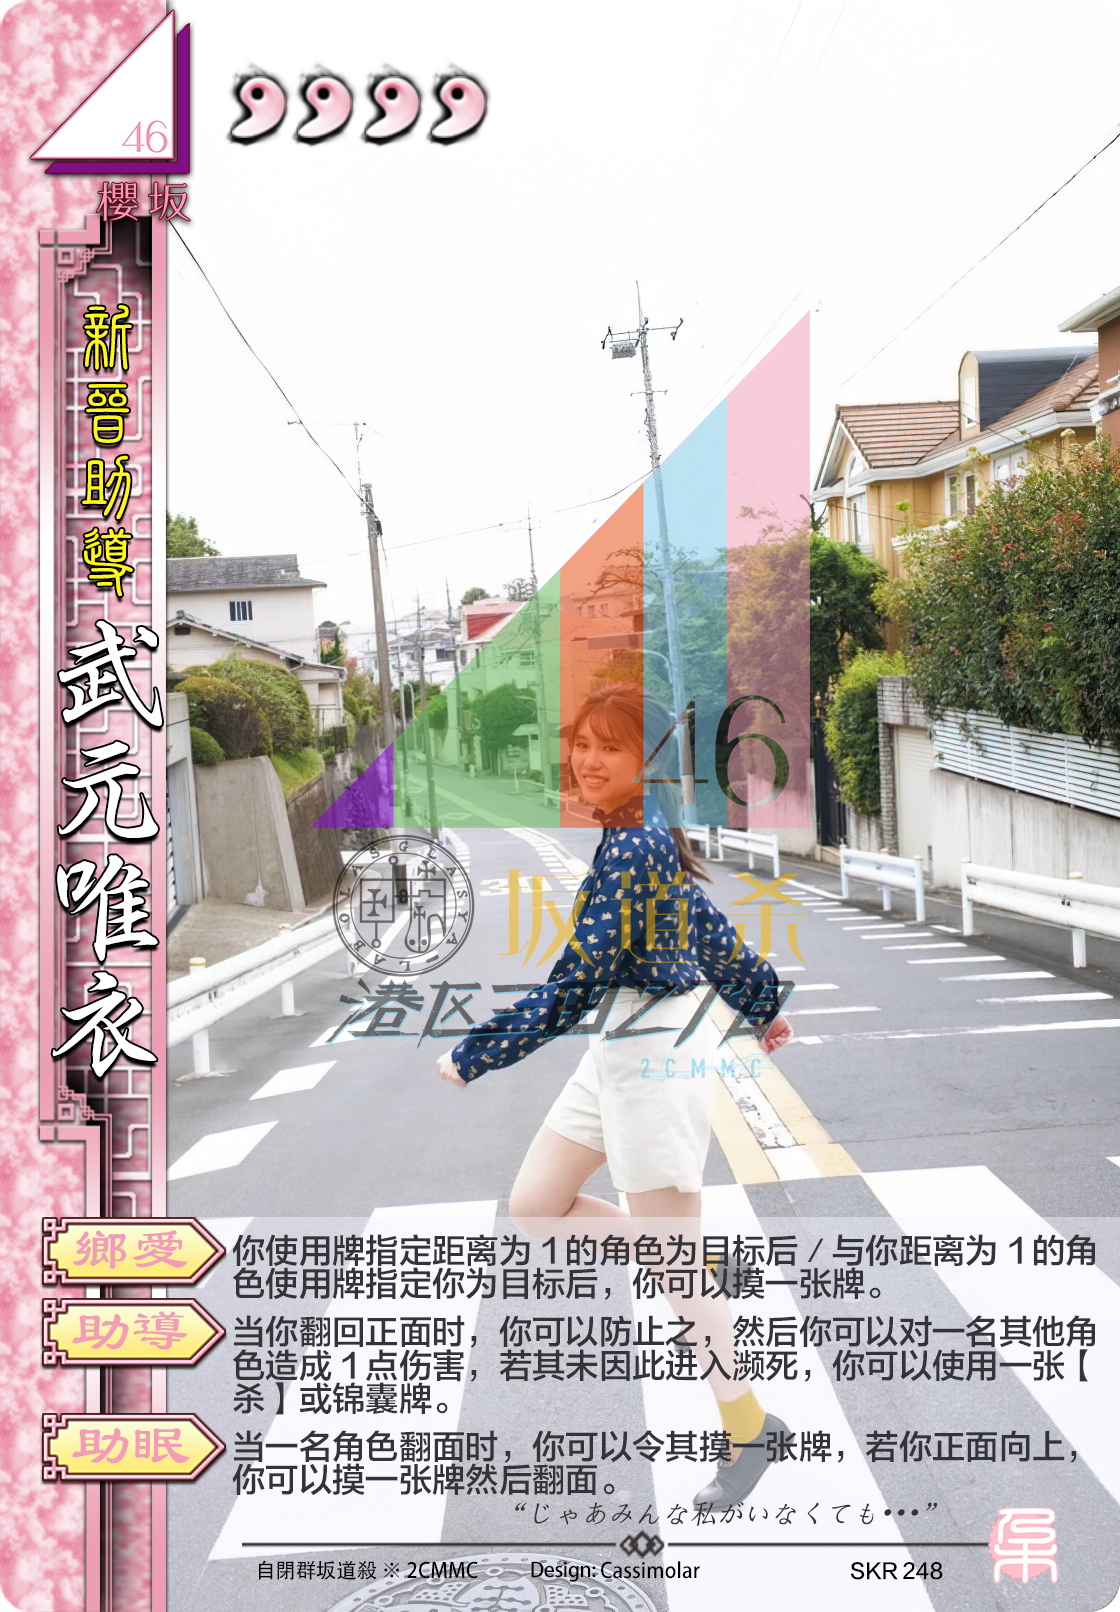 46
櫻坂
新晉助導
武元唯衣
46
LABOLAS GLASYA
坂道杀
港区三田乙丁目
2CMMC
鄉愛
你使用牌指定距离为 1的角色为目标后 / 与你距离为 1的角
色使用牌指定你为目标后，你可以摸一张牌。
助導
当你翻回正面时，你可以防止之，然后你可以对一名其他角
色造成 1点伤害，若其未因此进入濒死，你可以使用一张【
杀】或锦囊牌。
助眠
当一名角色翻面时，你可以令其摸一张牌，若你正面向上，
你可以摸一张牌然后翻面。
“じゃあみんな私がいなくても•••”
自閉群坂道殺 ※ 2CMMC Design: Cassimolar SKR 248